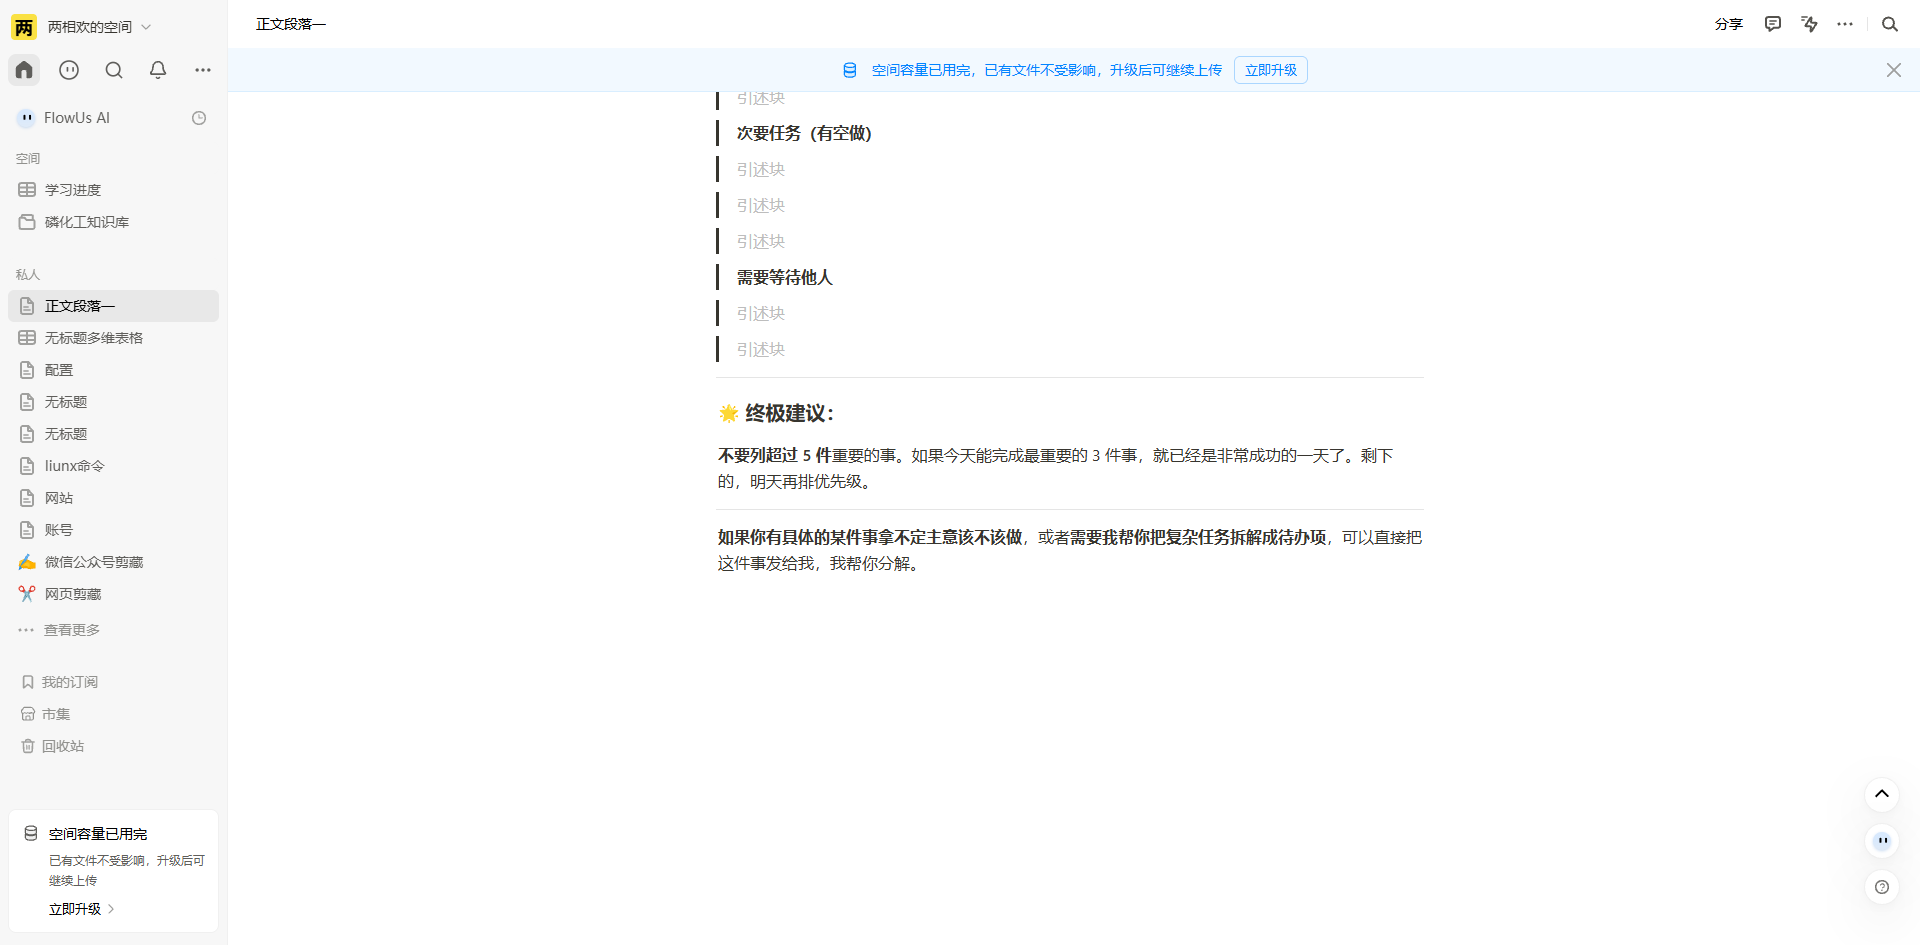 两 两相欢的空间
FlowUs AI
空间
学习进度
磷化工知识库
私人
正文段落一
无标题多维表格
配置
无标题
无标题
liunx命令
网站
账号
微信公众号剪藏
网页剪藏
查看更多
我的订阅
市集
回收站
空间容量已用完
已有文件不受影响，升级后可
继续上传
立即升级
正文段落一
分享
空间容量已用完，已有文件不受影响，升级后可继续上传 立即升级
引述块
次要任务（有空做）
引述块
引述块
引述块
需要等待他人
引述块
引述块
🌟 终极建议：
不要列超过 5 件重要的事。如果今天能完成最重要的 3 件事，就已经是非常成功的一天了。剩下
的，明天再排优先级。
如果你有具体的某件事拿不定主意该不该做，或者需要我帮你把复杂任务拆解成待办项，可以直接把
这件事发给我，我帮你分解。